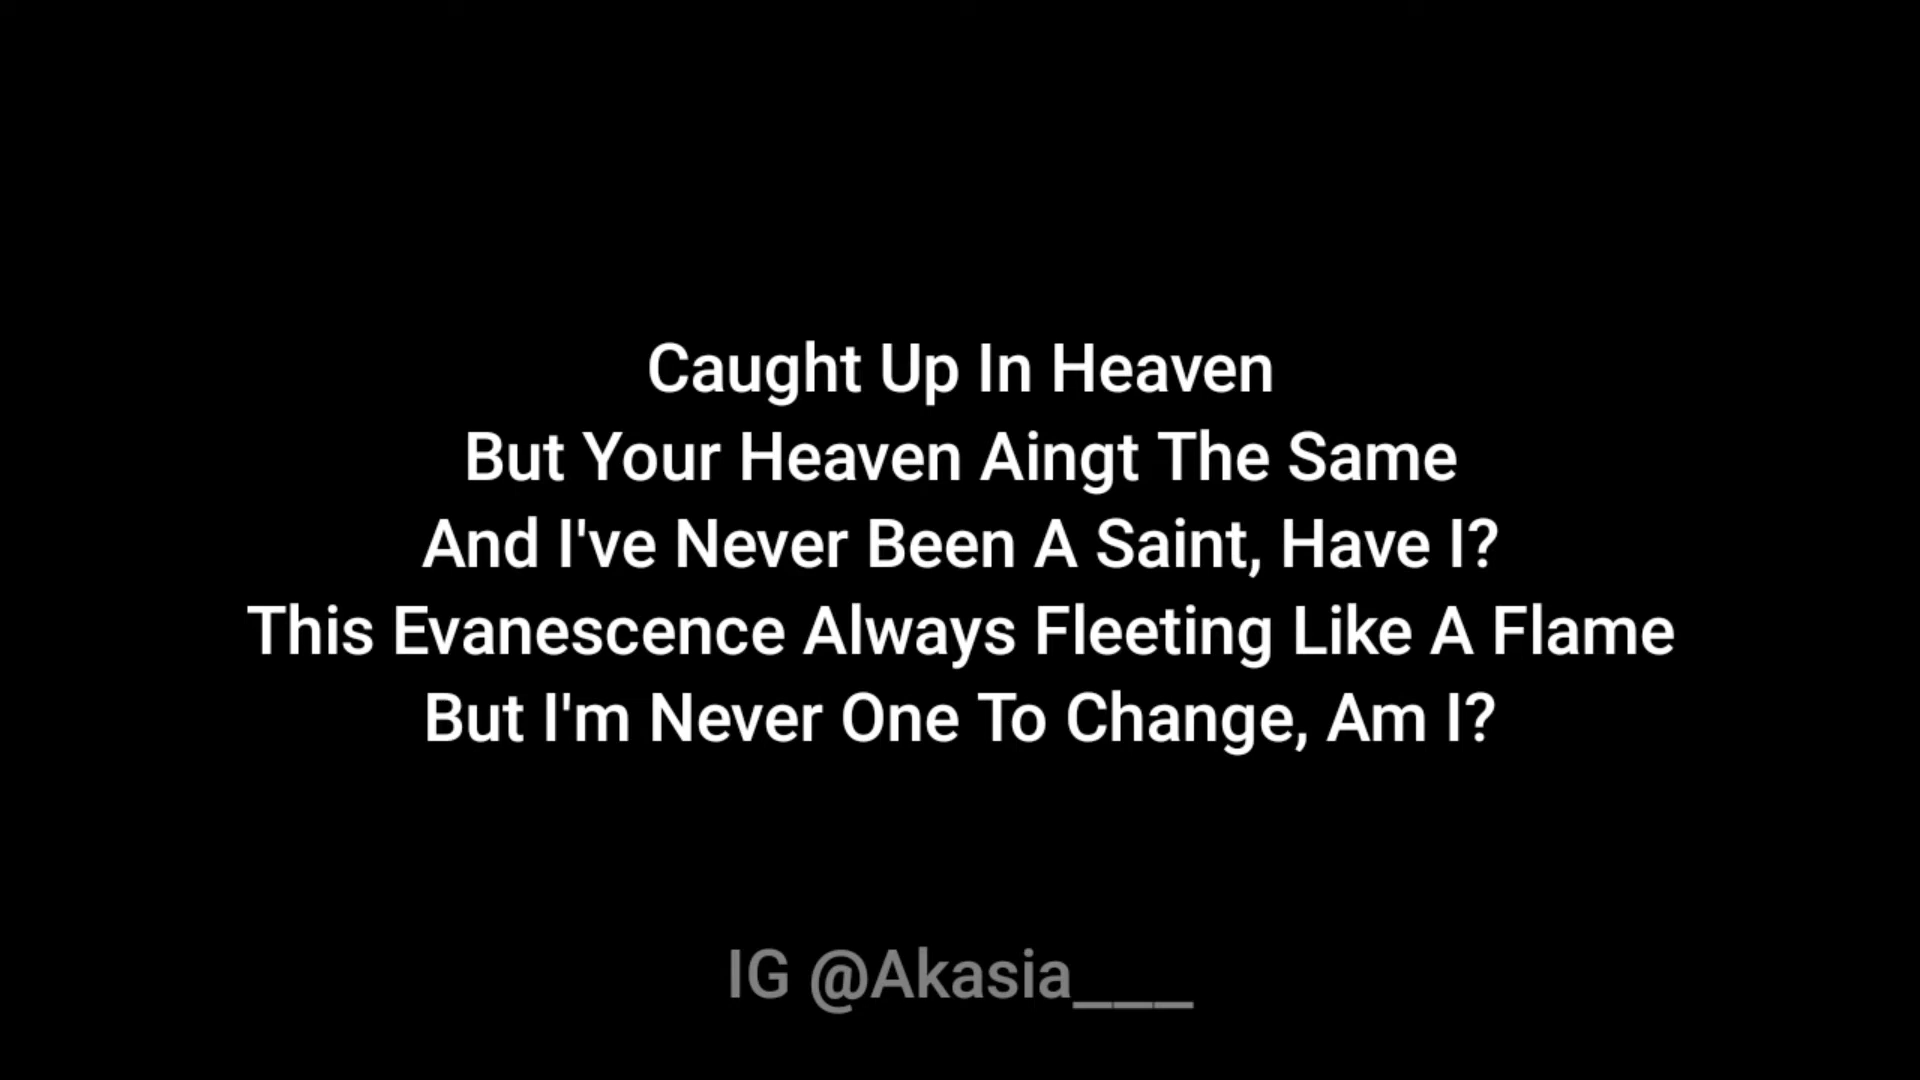 Caught Up In Heaven
But Your Heaven Aingt The Same
And I've Never Been A Saint, Have I?
This Evanescence Always Fleeting Like A Flame
But I'm Never One To Change, Am I?
IG @Akasia___